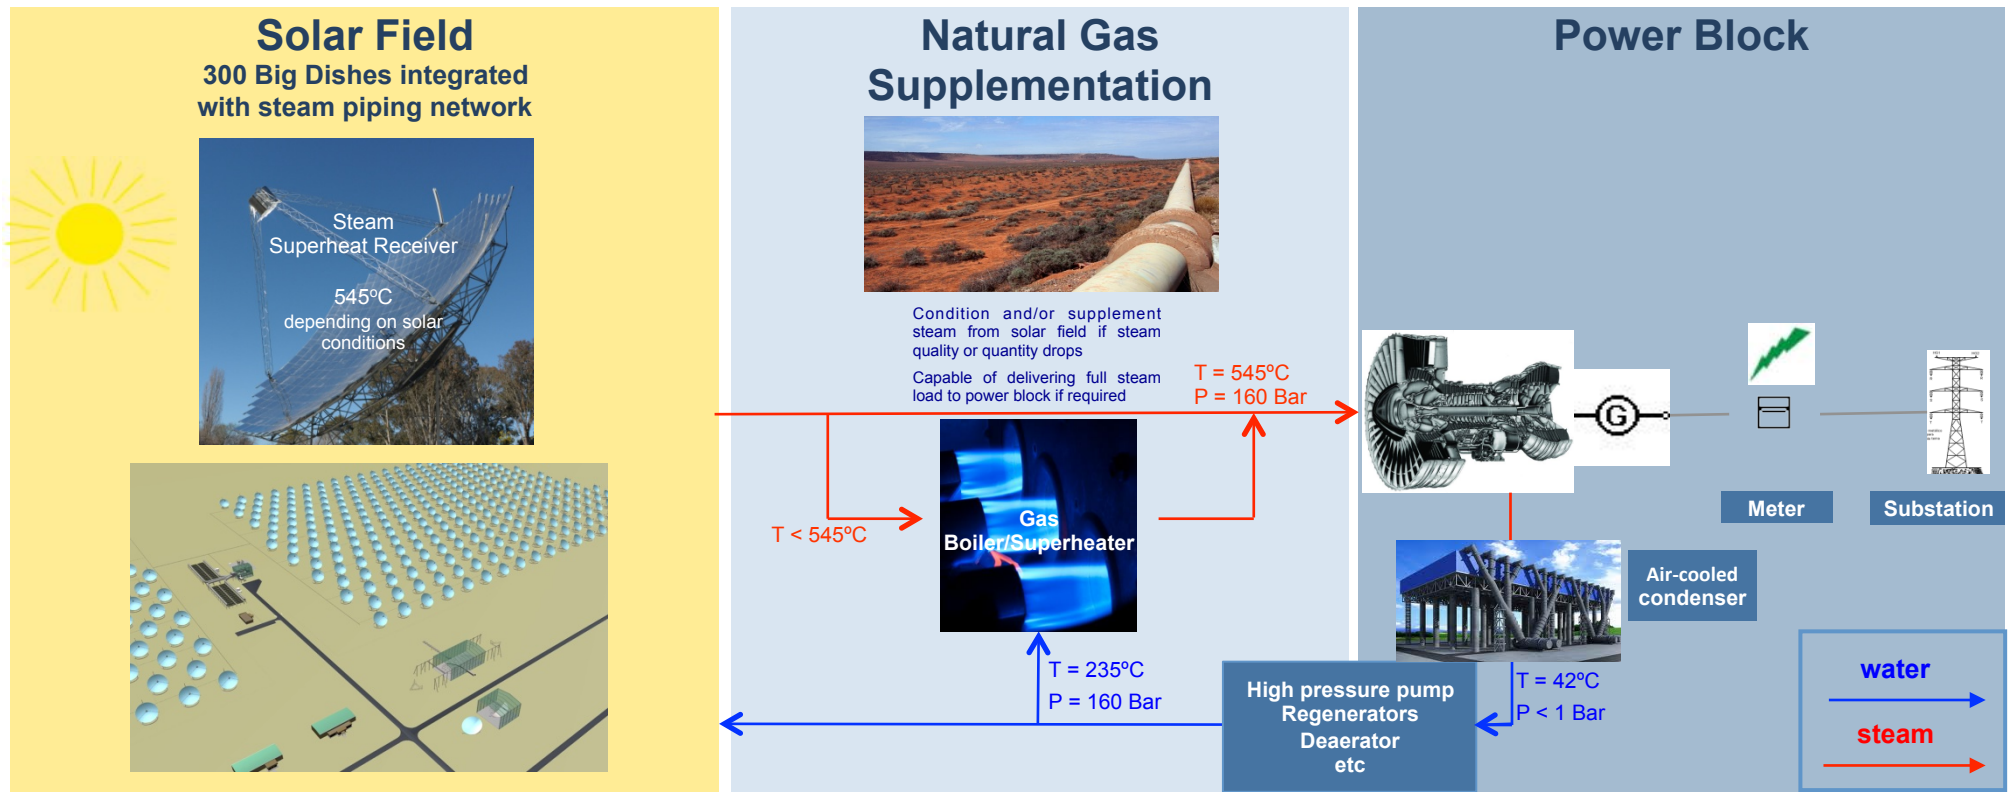 Solar Field
300 Big Dishes integrated
with steam piping network
Steam
Superheat Receiver
545ºC
depending on solar
conditions
Natural Gas
Supplementation
Condition and/or supplement
steam from solar field if steam
quality or quantity drops
Capable of delivering full steam
load to power block if required
T = 545ºC
P = 160 Bar
T < 545ºC
Gas
Boiler/Superheater
T = 235ºC
P = 160 Bar
Power Block
G
Meter
Substation
Air-cooled
condenser
T = 42ºC
P < 1 Bar
High pressure pump
Regenerators
Deaerator
etc
water
steam